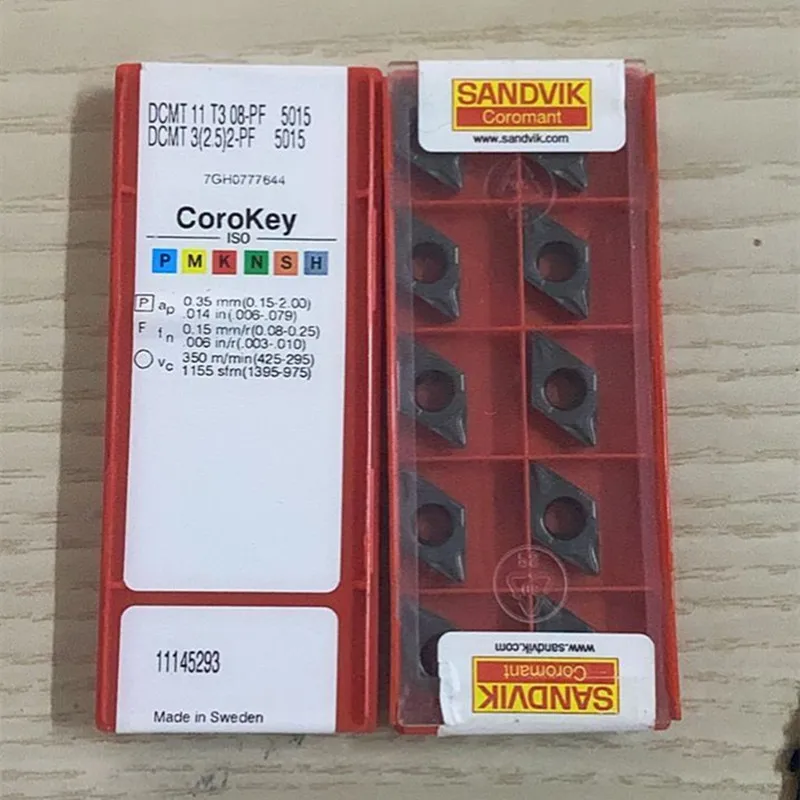 DCMT 11 T3 08-PF 5015
DCMT 3(2.5)2-PF 5015
7GH0777644
CoroKey
ISO
P M K N S H
P ap 0.35 mm(0.15-2.00)
.014 in(.006-.079)
F fn 0.15 mm/r(0.08-0.25)
.006 in/r(.003-.010)
vc 350 m/min(425-295)
1155 sfm(1395-975)
11145293
Made in Sweden
SANDVIK
Coromant
www.sandvik.com
www.sandvik.com
Coromant
SANDVIK